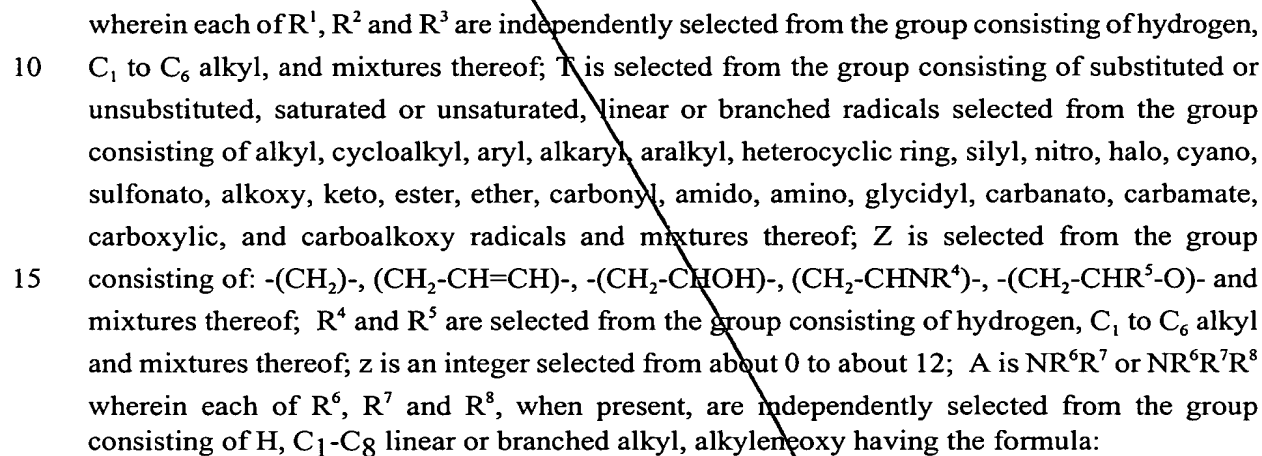 wherein each of R¹, R² and R³ are independently selected from the group consisting of hydrogen,
10 C₁ to C₆ alkyl, and mixtures thereof; T is selected from the group consisting of substituted or
unsubstituted, saturated or unsaturated, linear or branched radicals selected from the group
consisting of alkyl, cycloalkyl, aryl, alkaryl, aralkyl, heterocyclic ring, silyl, nitro, halo, cyano,
sulfonato, alkoxy, keto, ester, ether, carbonyl, amido, amino, glycidyl, carbanato, carbamate,
carboxylic, and carboalkoxy radicals and mixtures thereof; Z is selected from the group
15 consisting of: -(CH₂)-, (CH₂-CH=CH)-, -(CH₂-CHOH)-, (CH₂-CHNR⁴)-, -(CH₂-CHR⁵-O)- and
mixtures thereof; R⁴ and R⁵ are selected from the group consisting of hydrogen, C₁ to C₆ alkyl
and mixtures thereof; z is an integer selected from about 0 to about 12; A is NR⁶R⁷ or NR⁶R⁷R⁸
wherein each of R⁶, R⁷ and R⁸, when present, are independently selected from the group
consisting of H, C₁-C₈ linear or branched alkyl, alkyleneoxy having the formula: